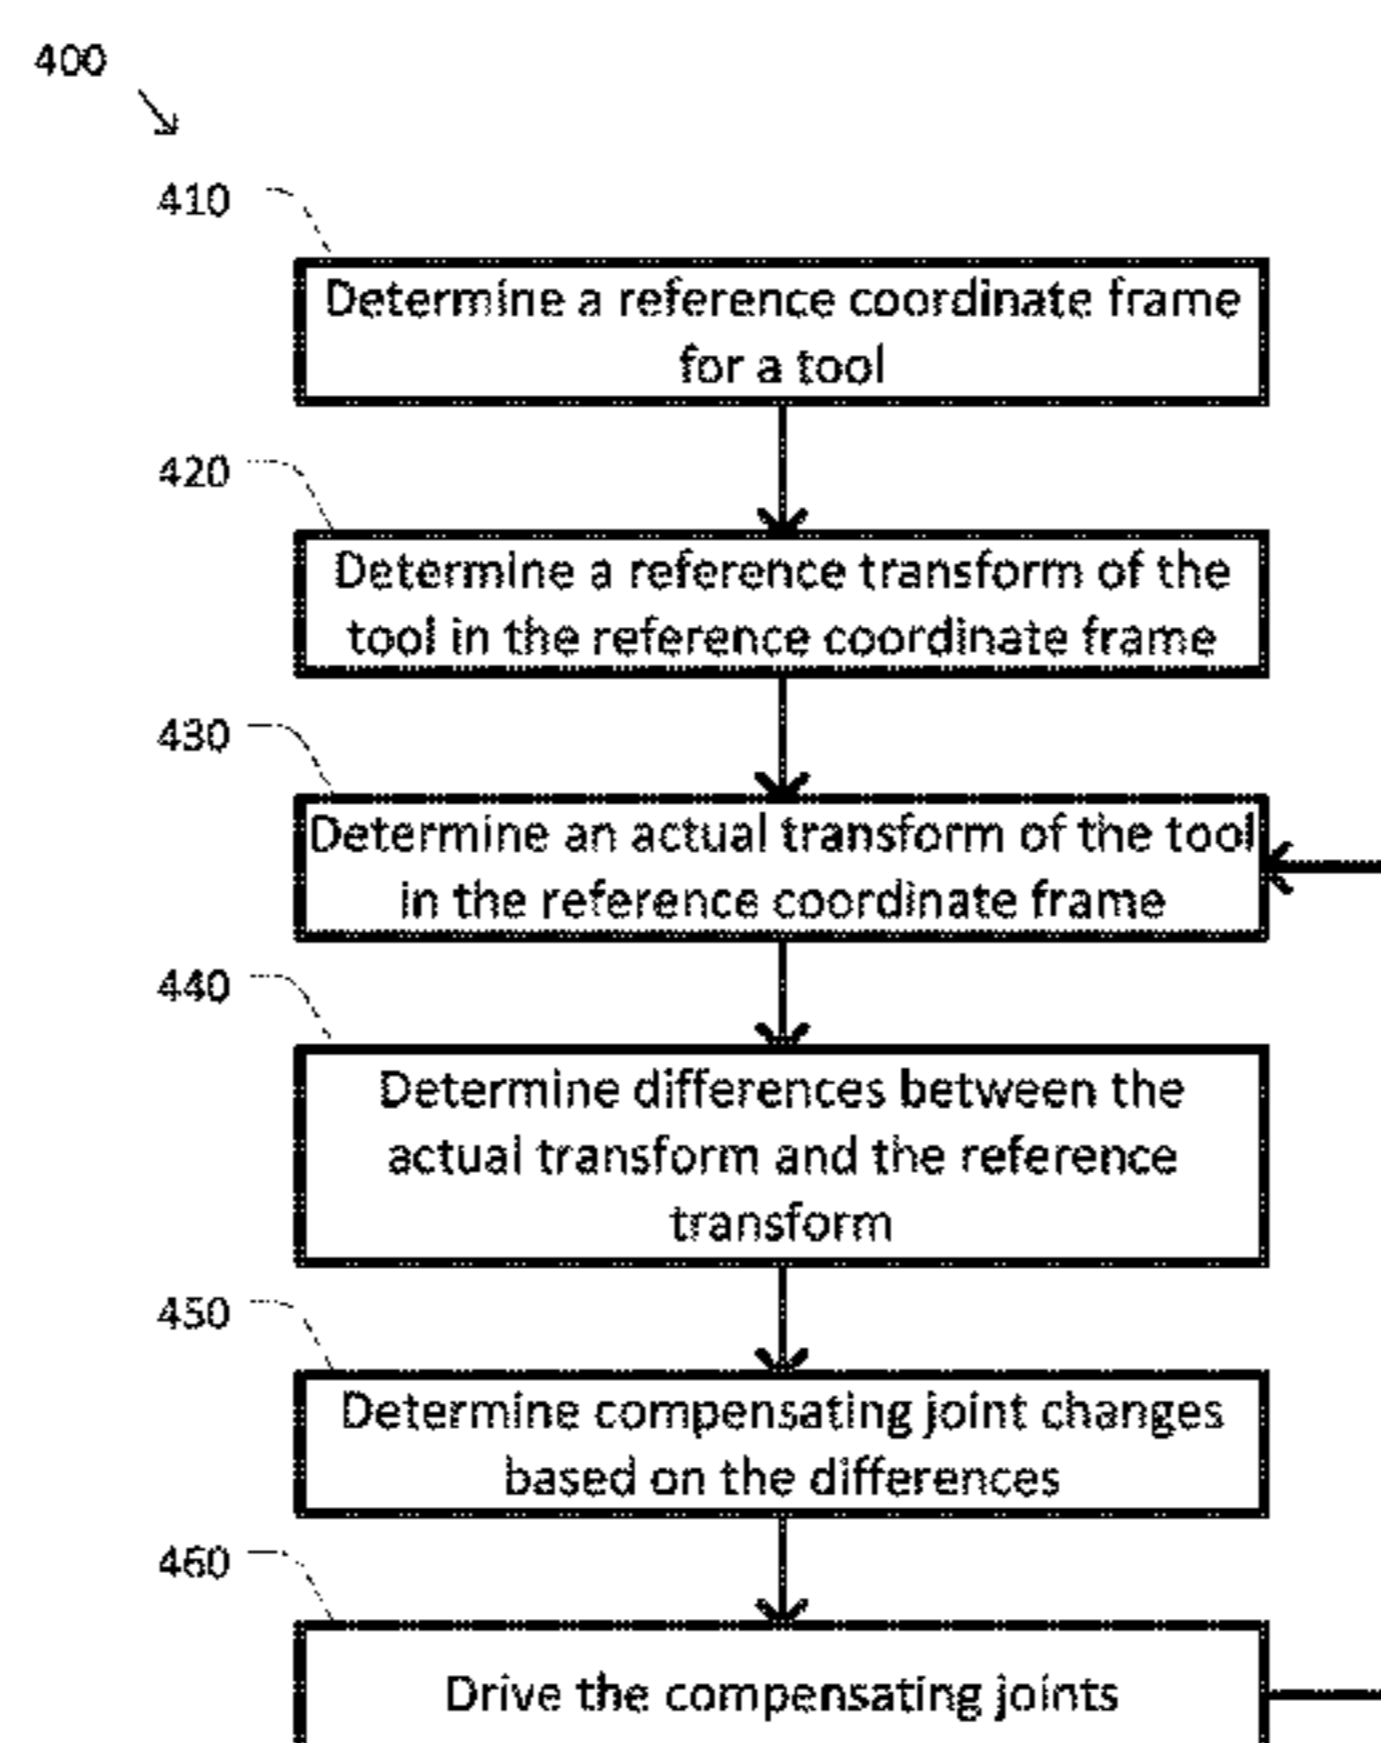 400
410
Determine a reference coordinate frame
for a tool
420
Determine a reference transform of the
tool in the reference coordinate frame
430
Determine an actual transform of the tool
in the reference coordinate frame
440
Determine differences between the
actual transform and the reference
transform
450
Determine compensating joint changes
based on the differences
460
Drive the compensating joints